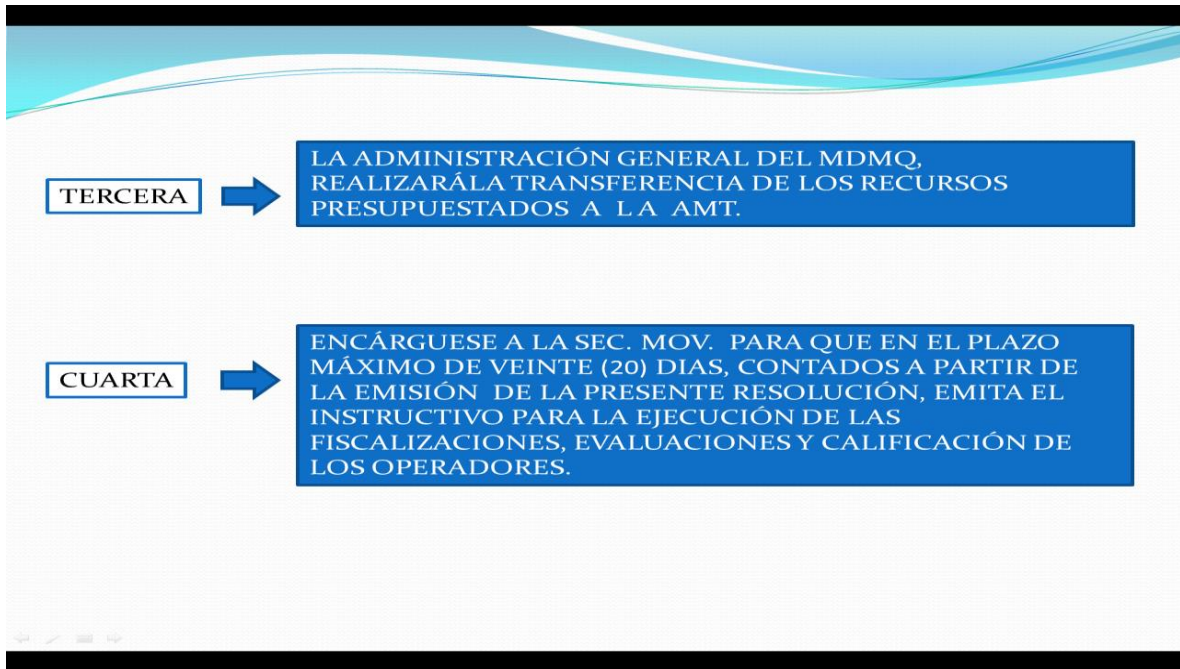 TERCERA
LA ADMINISTRACIÓN GENERAL DEL MDMQ,
REALIZARÁLA TRANSFERENCIA DE LOS RECURSOS
PRESUPUESTADOS A L A AMT.
CUARTA
ENCÁRGUESE A LA SEC. MOV. PARA QUE EN EL PLAZO
MÁXIMO DE VEINTE (20) DIAS, CONTADOS A PARTIR DE
LA EMISIÓN DE LA PRESENTE RESOLUCIÓN, EMITA EL
INSTRUCTIVO PARA LA EJECUCIÓN DE LAS
FISCALIZACIONES, EVALUACIONES Y CALIFICACIÓN DE
LOS OPERADORES.